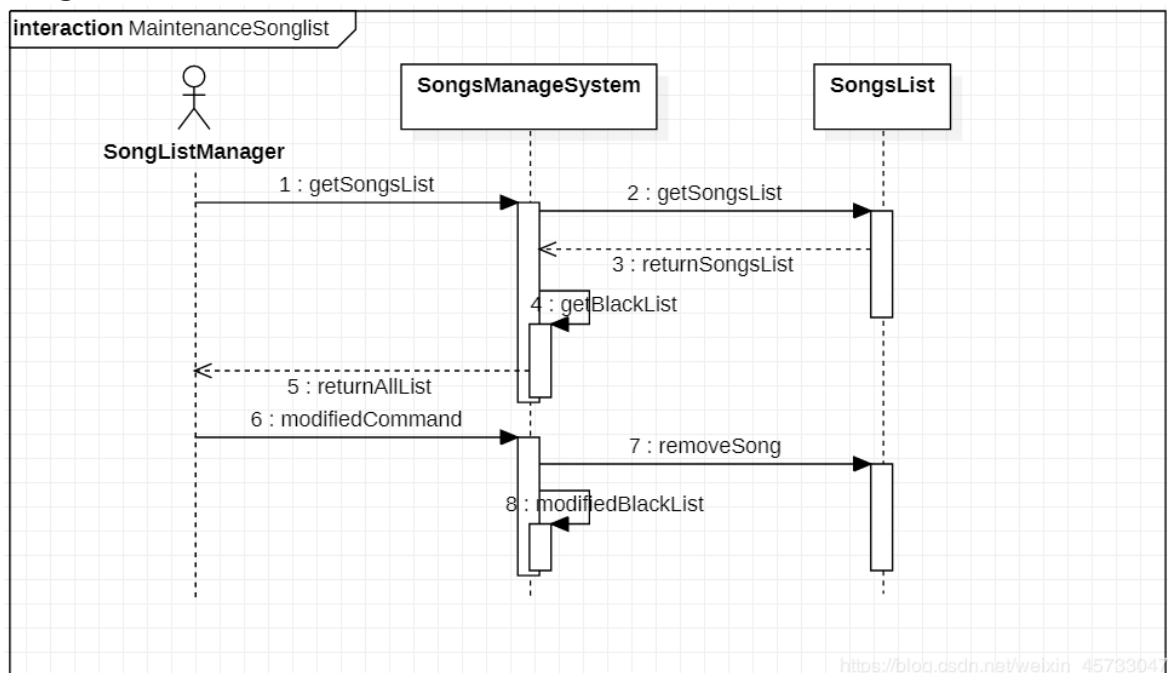 interaction MaintenanceSonglist
SongsManageSystem
SongsList
SongListManager
1 : getSongsList
2 : getSongsList
3 : returnSongsList
4 : getBlackList
5 : returnAllList
6 : modifiedCommand
7 : removeSong
8 : modifiedBlackList
https://blog.csdn.net/weixin_45733047